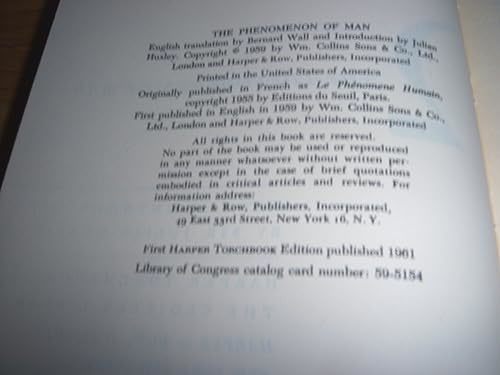 THE PHENOMENON OF MAN
English translation by Bernard Wall and Introduction by Julian
Huxley. Copyright © 1959 by Wm. Collins Sons & Co., Ltd.,
London and Harper & Row, Publishers, Incorporated
Printed in the United States of America
Originally published in French as Le Phénomene Humain,
copyright 1955 by Editions du Seuil, Paris.
First published in English in 1959 by Wm. Collins Sons & Co.,
Ltd., London and Harper & Row, Publishers, Incorporated
All rights in this book are reserved.
No part of the book may be used or reproduced
in any manner whatsoever without written per-
mission except in the case of brief quotations
embodied in critical articles and reviews. For
information address:
Harper & Row, Publishers, Incorporated,
49 East 33rd Street, New York 16, N. Y.
First HARPER TORCHBOOK Edition published 1961
Library of Congress catalog card number: 59-5154